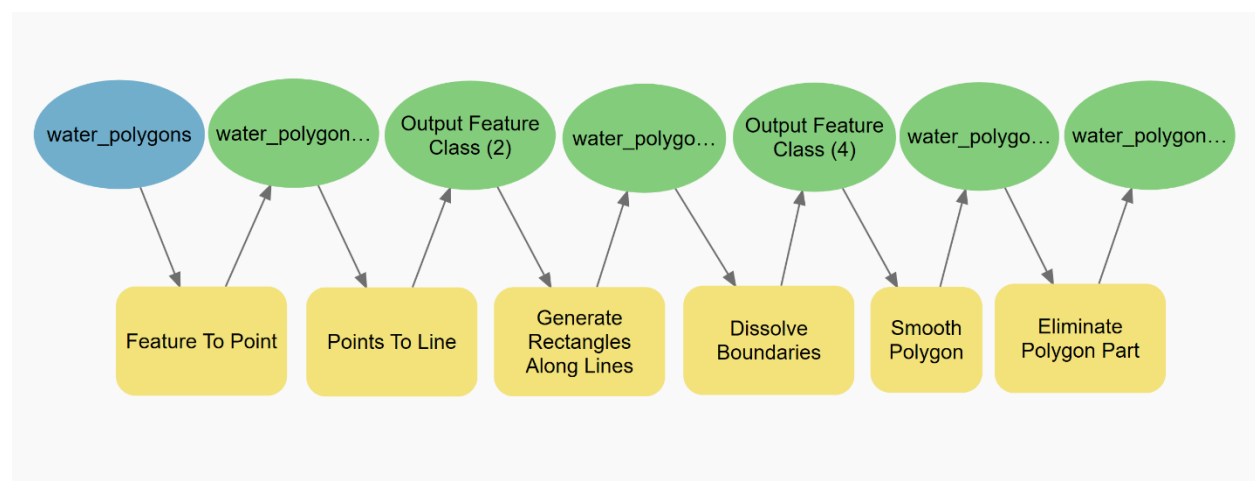 water_polygons
water_polygon…
Output Feature
Class (2)
water_polygo…
Output Feature
Class (4)
water_polygo…
water_polygon…
Feature To Point
Points To Line
Generate
Rectangles
Along Lines
Dissolve
Boundaries
Smooth
Polygon
Eliminate
Polygon Part